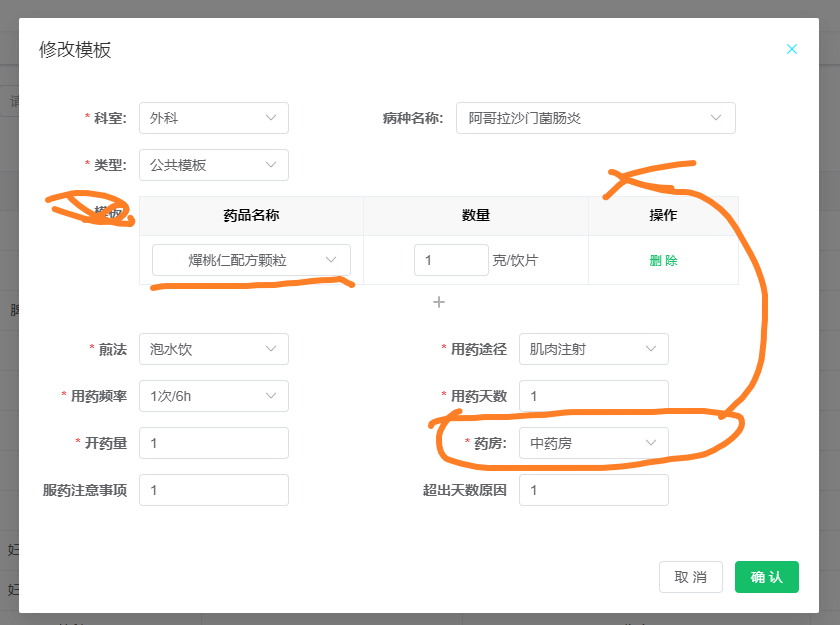 修改模板
* 科室: 外科 病种名称: 阿哥拉沙门菌肠炎
* 类型: 公共模板
模板 药品名称 数量 操作
燀桃仁配方颗粒 1 克/饮片 删 除
+
* 煎法 泡水饮 * 用药途径 肌肉注射
* 用药频率 1次/6h * 用药天数 1
* 开药量 1 * 药房: 中药房
服药注意事项 1 超出天数原因 1
取 消 确 认